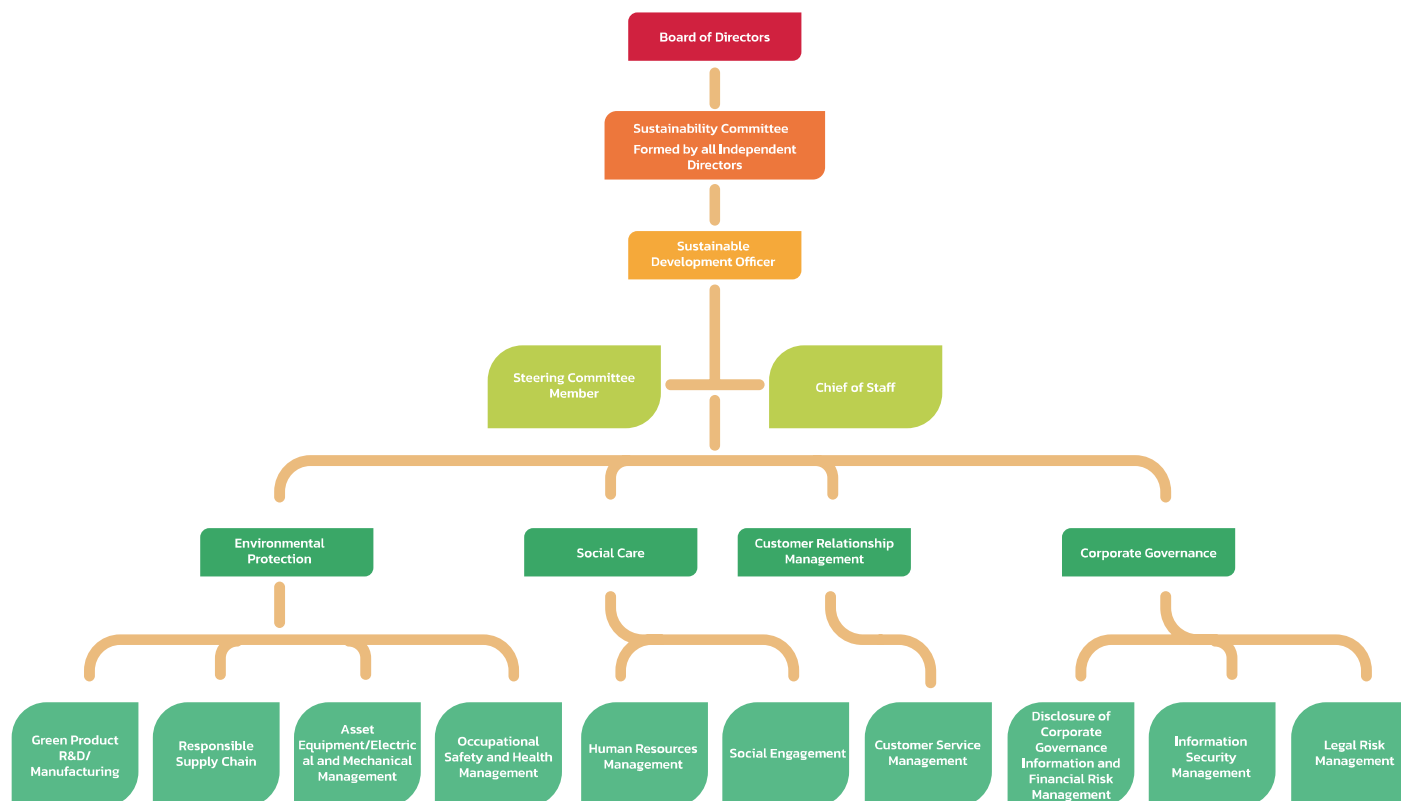 Board of Directors
Sustainability Committee
Formed by all Independent
Directors
Sustainable
Development Officer
Steering Committee
Member
Chief of Staff
Environmental
Protection
Social Care
Customer Relationship
Management
Corporate Governance
Green Product
R&D/
Manufacturing
Responsible
Supply Chain
Asset
Equipment/Electric
al and Mechanical
Management
Occupational
Safety and Health
Management
Human Resources
Management
Social Engagement
Customer Service
Management
Disclosure of
Corporate
Governance
Information and
Financial Risk
Management
Information
Security
Management
Legal Risk
Management